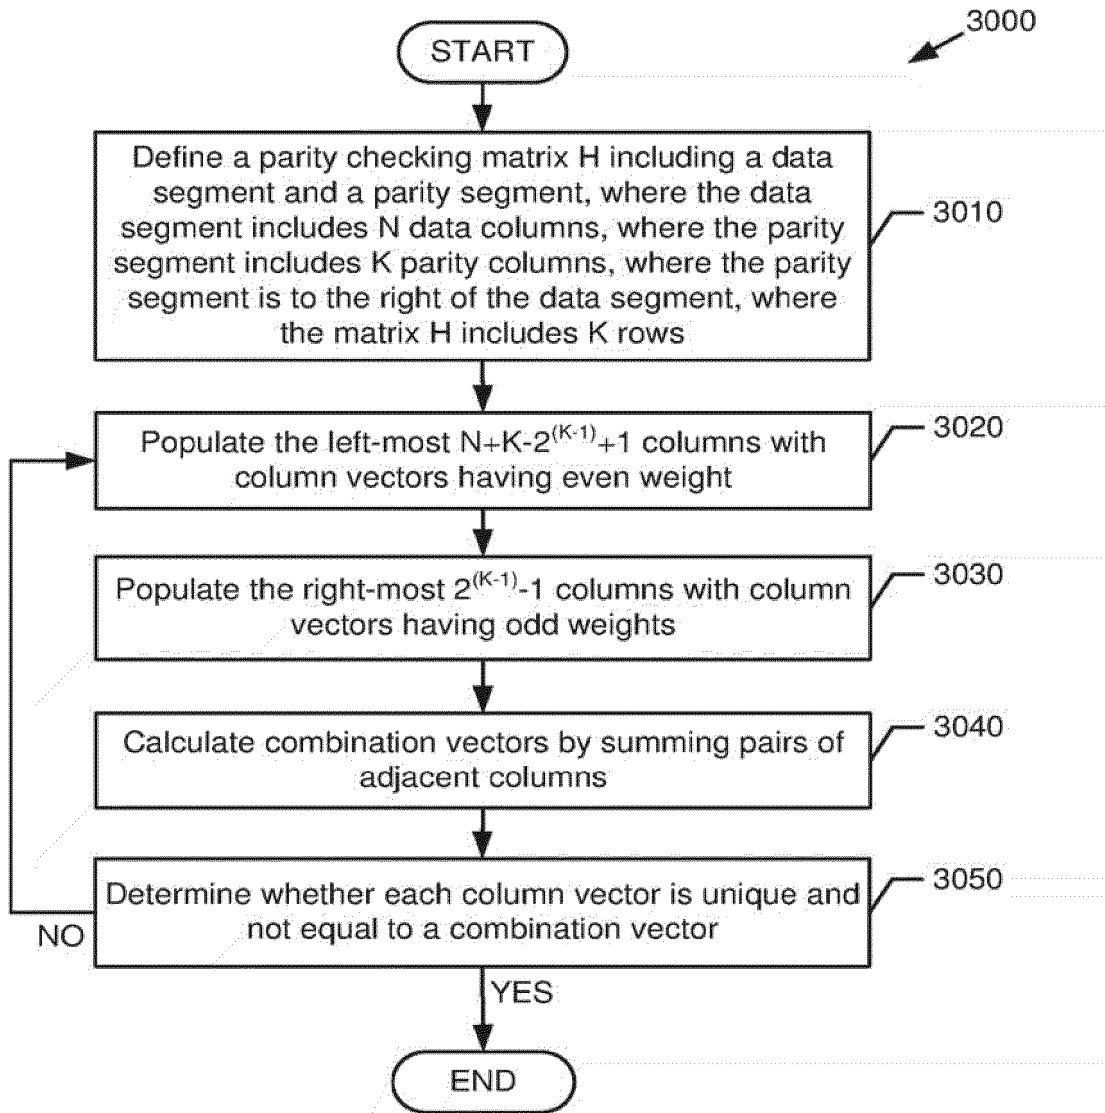 3000
START
Define a parity checking matrix H including a data
segment and a parity segment, where the data
segment includes N data columns, where the parity
segment includes K parity columns, where the parity
segment is to the right of the data segment, where
the matrix H includes K rows
3010
Populate the left-most N+K-2^(K-1)+1 columns with
column vectors having even weight
3020
Populate the right-most 2^(K-1)-1 columns with column
vectors having odd weights
3030
Calculate combination vectors by summing pairs of
adjacent columns
3040
Determine whether each column vector is unique and
not equal to a combination vector
3050
NO
YES
END